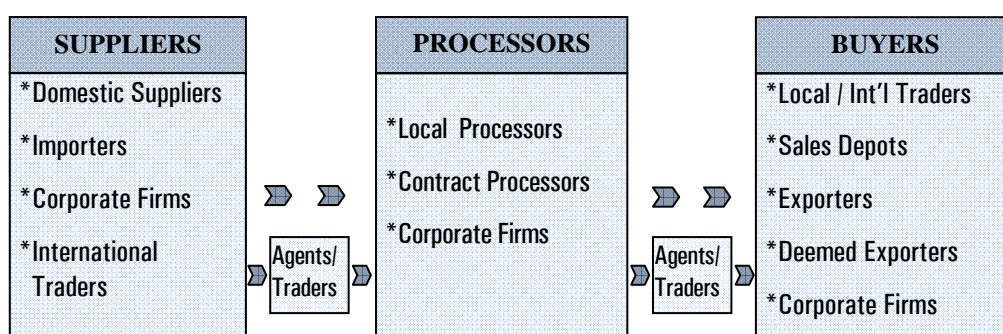 SUPPLIERS
*Domestic Suppliers
*Importers
*Corporate Firms
*International
Traders
Agents/
Traders
PROCESSORS
*Local Processors
*Contract Processors
*Corporate Firms
Agents/
Traders
BUYERS
*Local / Int'l Traders
*Sales Depots
*Exporters
*Deemed Exporters
*Corporate Firms